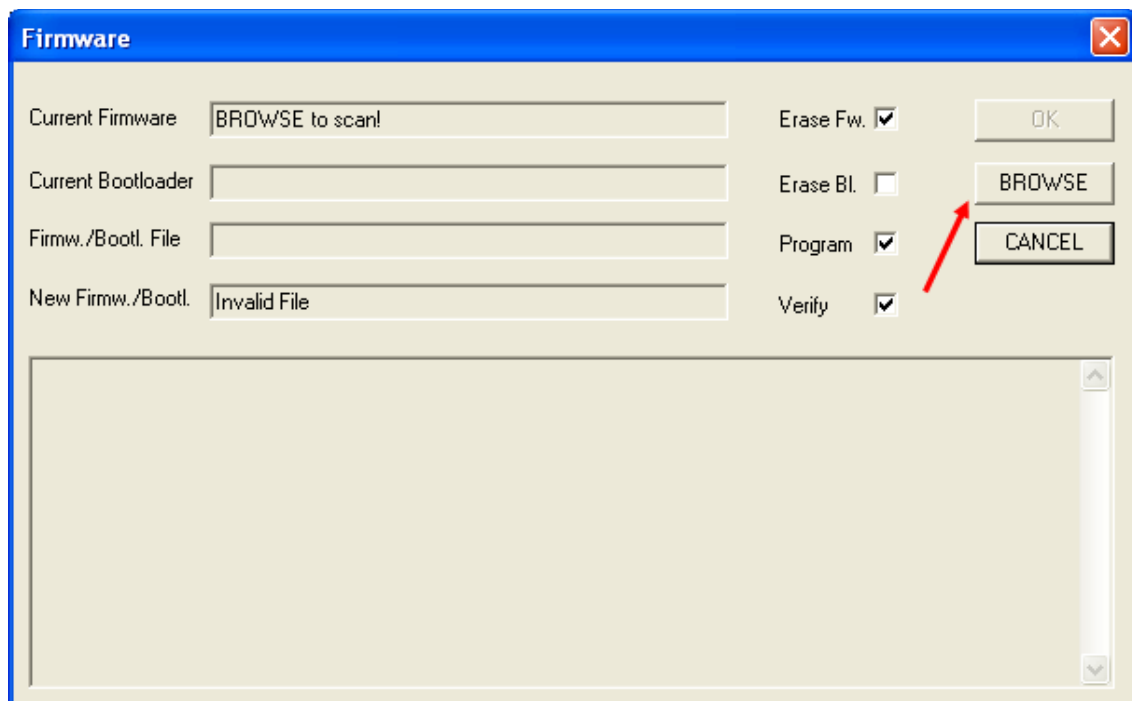 Firmware
Current Firmware BROWSE to scan! Erase Fw. OK
Current Bootloader Erase Bl. BROWSE
Firmw./Bootl. File Program CANCEL
New Firmw./Bootl. Invalid File Verify